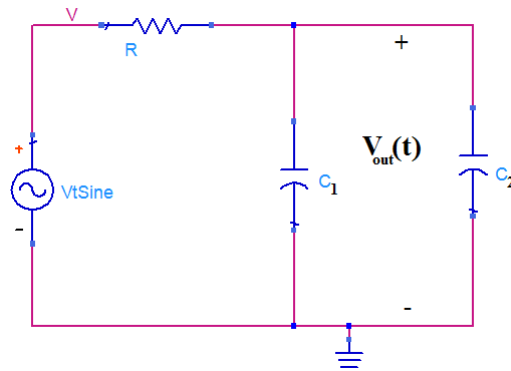 V
R
+
+
VtSine
-
C1
Vout(t)
C2
-